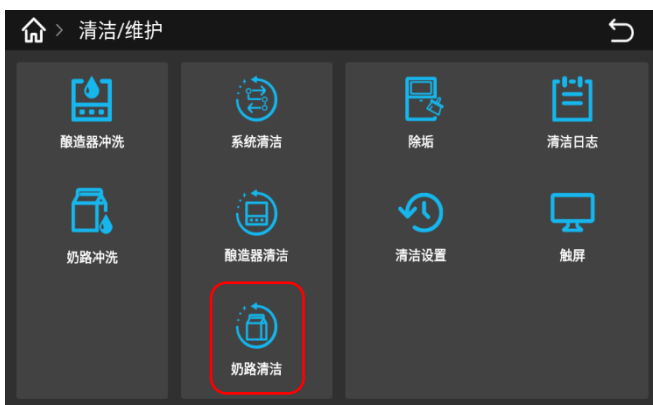 清洁/维护
酿造器冲洗
系统清洁
除垢
清洁日志
奶路冲洗
酿造器清洁
清洁设置
触屏
奶路清洁